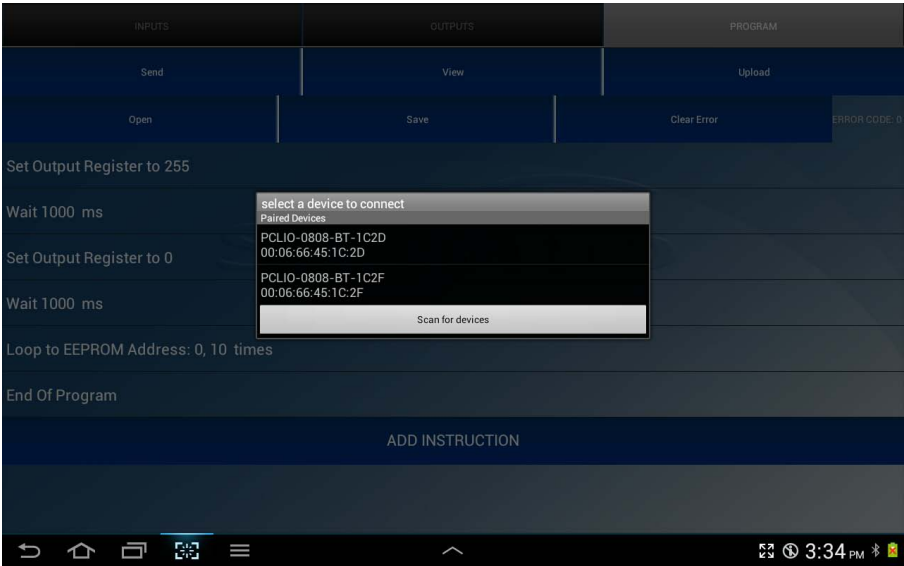 INPUTS
OUTPUTS
PROGRAM
Send
View
Upload
Open
Save
Clear Error
ERROR CODE: 0
Set Output Register to 255
Wait 1000 ms
Set Output Register to 0
Wait 1000 ms
Loop to EEPROM Address: 0, 10 times
End Of Program
ADD INSTRUCTION
select a device to connect
Paired Devices
PCLIO-0808-BT-1C2D
00:06:66:45:1C:2D
PCLIO-0808-BT-1C2F
00:06:66:45:1C:2F
Scan for devices
3:34 PM